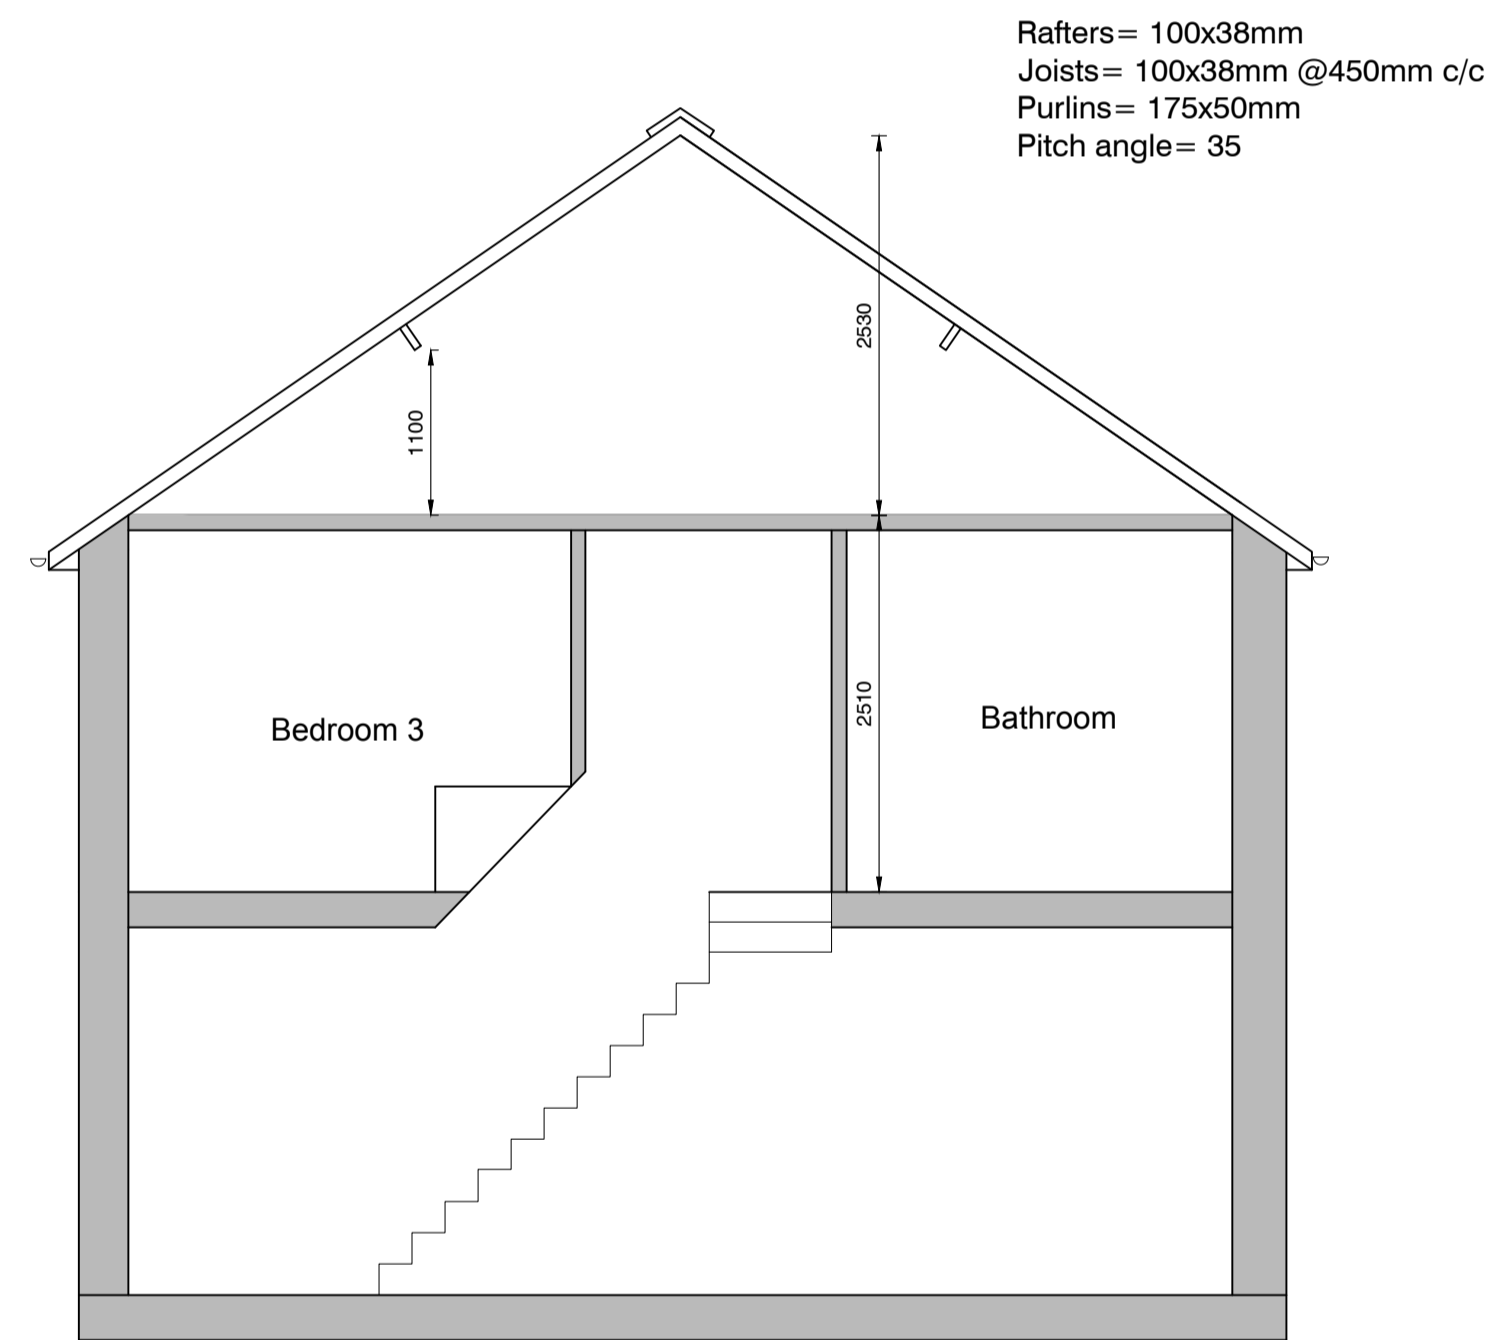 Rafters= 100x38mm
Joists= 100x38mm @450mm c/c
Purlins= 175x50mm
Pitch angle= 35
2530
1100
2510
Bedroom 3
Bathroom